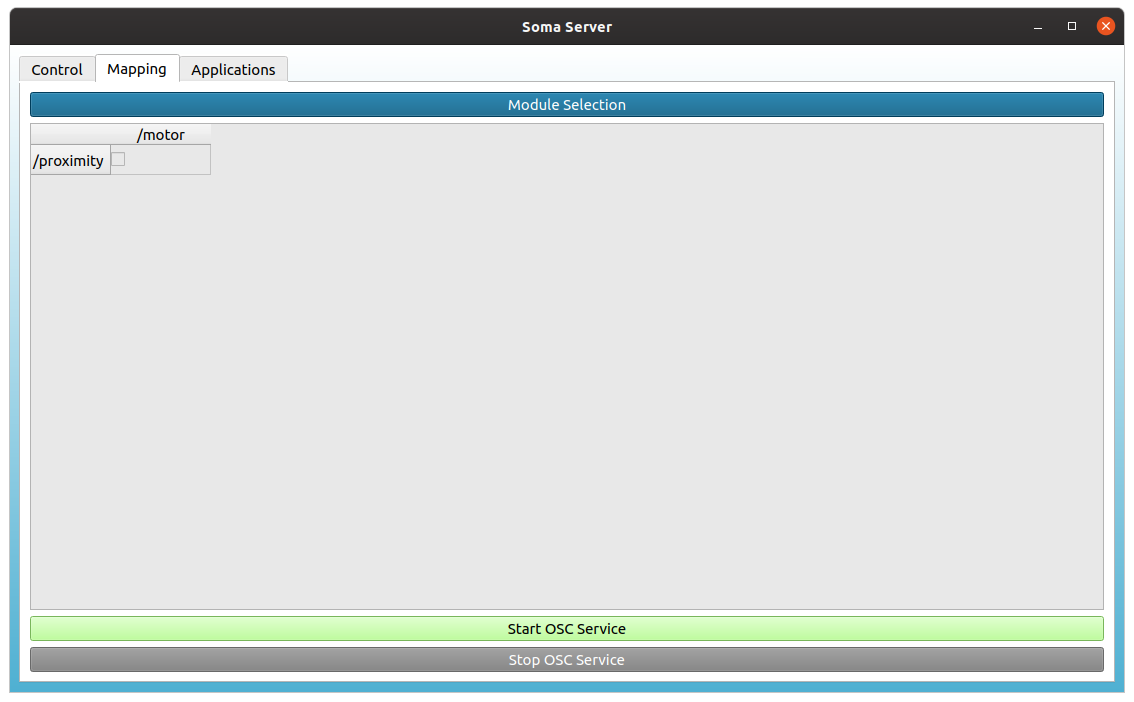 Soma Server
Control Mapping Applications
Module Selection
/motor
/proximity
Start OSC Service
Stop OSC Service